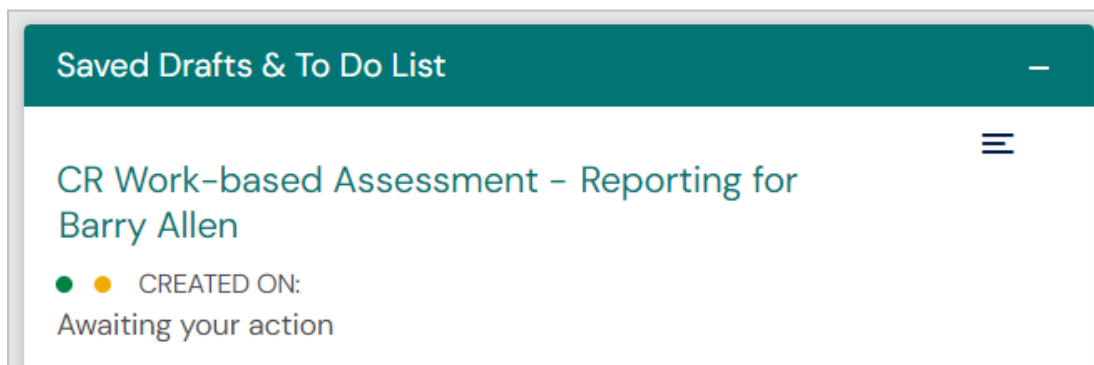 Saved Drafts & To Do List
CR Work-based Assessment - Reporting for
Barry Allen
CREATED ON:
Awaiting your action